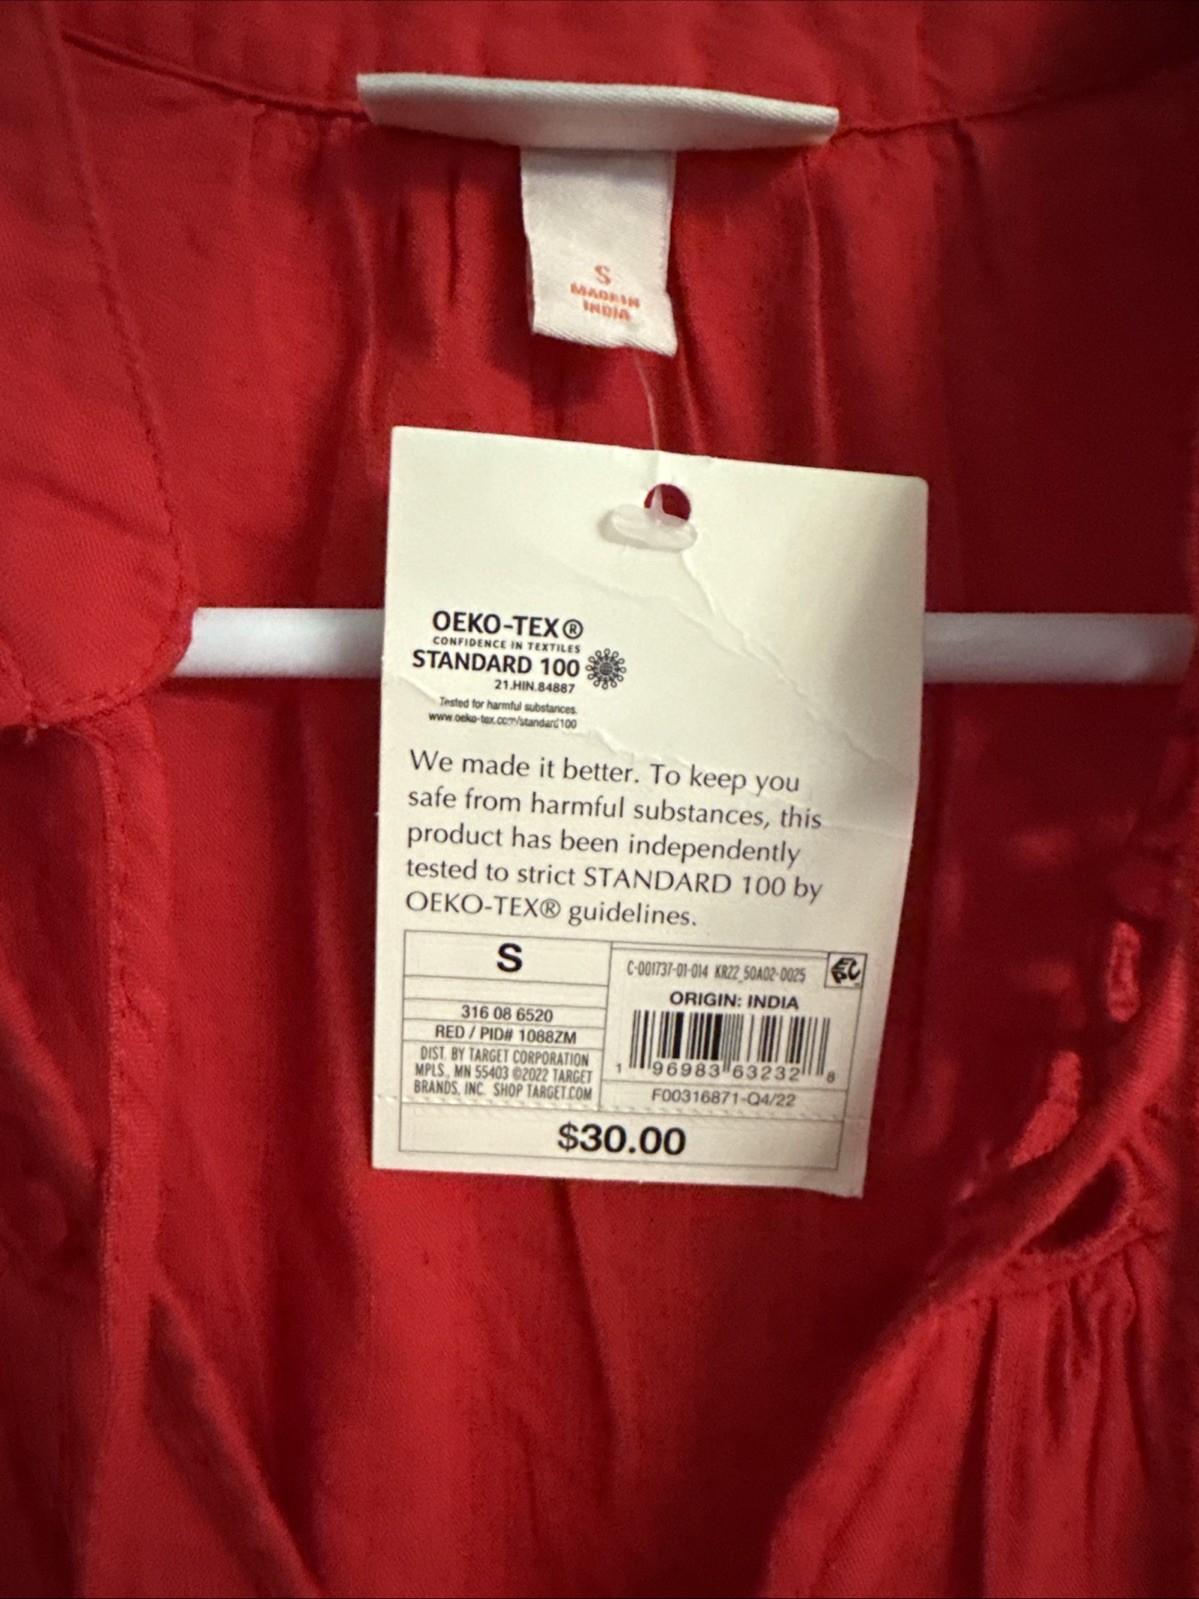 S
MADE IN
INDIA
OEKO-TEX®
CONFIDENCE IN TEXTILES
STANDARD 100
21.HIN.84887
Tested for harmful substances.
www.oeko-tex.com/standard100
We made it better. To keep you
safe from harmful substances, this
product has been independently
tested to strict STANDARD 100 by
OEKO-TEX® guidelines.
S
316 08 6520
RED / PID# 1088ZM
DIST. BY TARGET CORPORATION
MPLS., MN 55403 ©2022 TARGET
BRANDS, INC. SHOP TARGET.COM
C-001737-01-014 KR22_50A02-0025
EPC
ORIGIN: INDIA
1 96983 63232 8
F00316871-Q4/22
$30.00